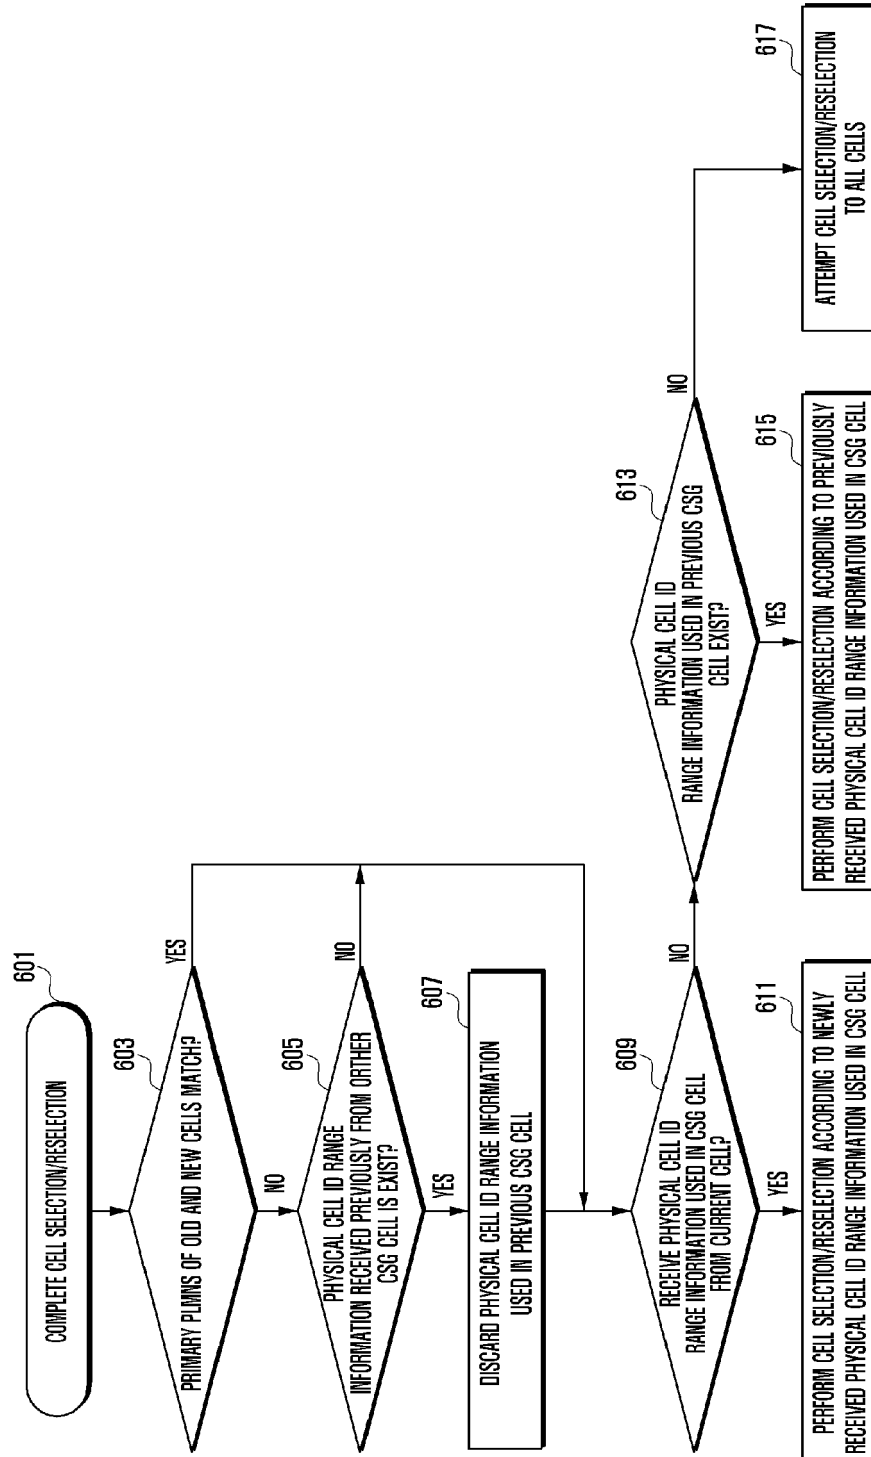 601
COMPLETE CELL SELECTION/RESELECTION
603
PRIMARY PLMNS OF OLD AND NEW CELLS MATCH?
YES
NO
605
PHYSICAL CELL ID RANGE
INFORMATION RECEIVED PREVIOUSLY FROM ORTHER
CSG CELL IS EXIST?
NO
YES
607
DISCARD PHYSICAL CELL ID RANGE INFORMATION
USED IN PREVIOUS CSG CELL
609
RECEIVE PHYSICAL CELL ID
RANGE INFORMATION USED IN CSG CELL
FROM CURRENT CELL?
NO
YES
611
PERFORM CELL SELECTION/RESELECTION ACCORDING TO NEWLY
RECEIVED PHYSICAL CELL ID RANGE INFORMATION USED IN CSG CELL
613
PHYSICAL CELL ID
RANGE INFORMATION USED IN PREVIOUS CSG
CELL EXIST?
NO
YES
615
PERFORM CELL SELECTION/RESELECTION ACCORDING TO PREVIOUSLY
RECEIVED PHYSICAL CELL ID RANGE INFORMATION USED IN CSG CELL
617
ATTEMPT CELL SELECTION/RESELECTION
TO ALL CELLS